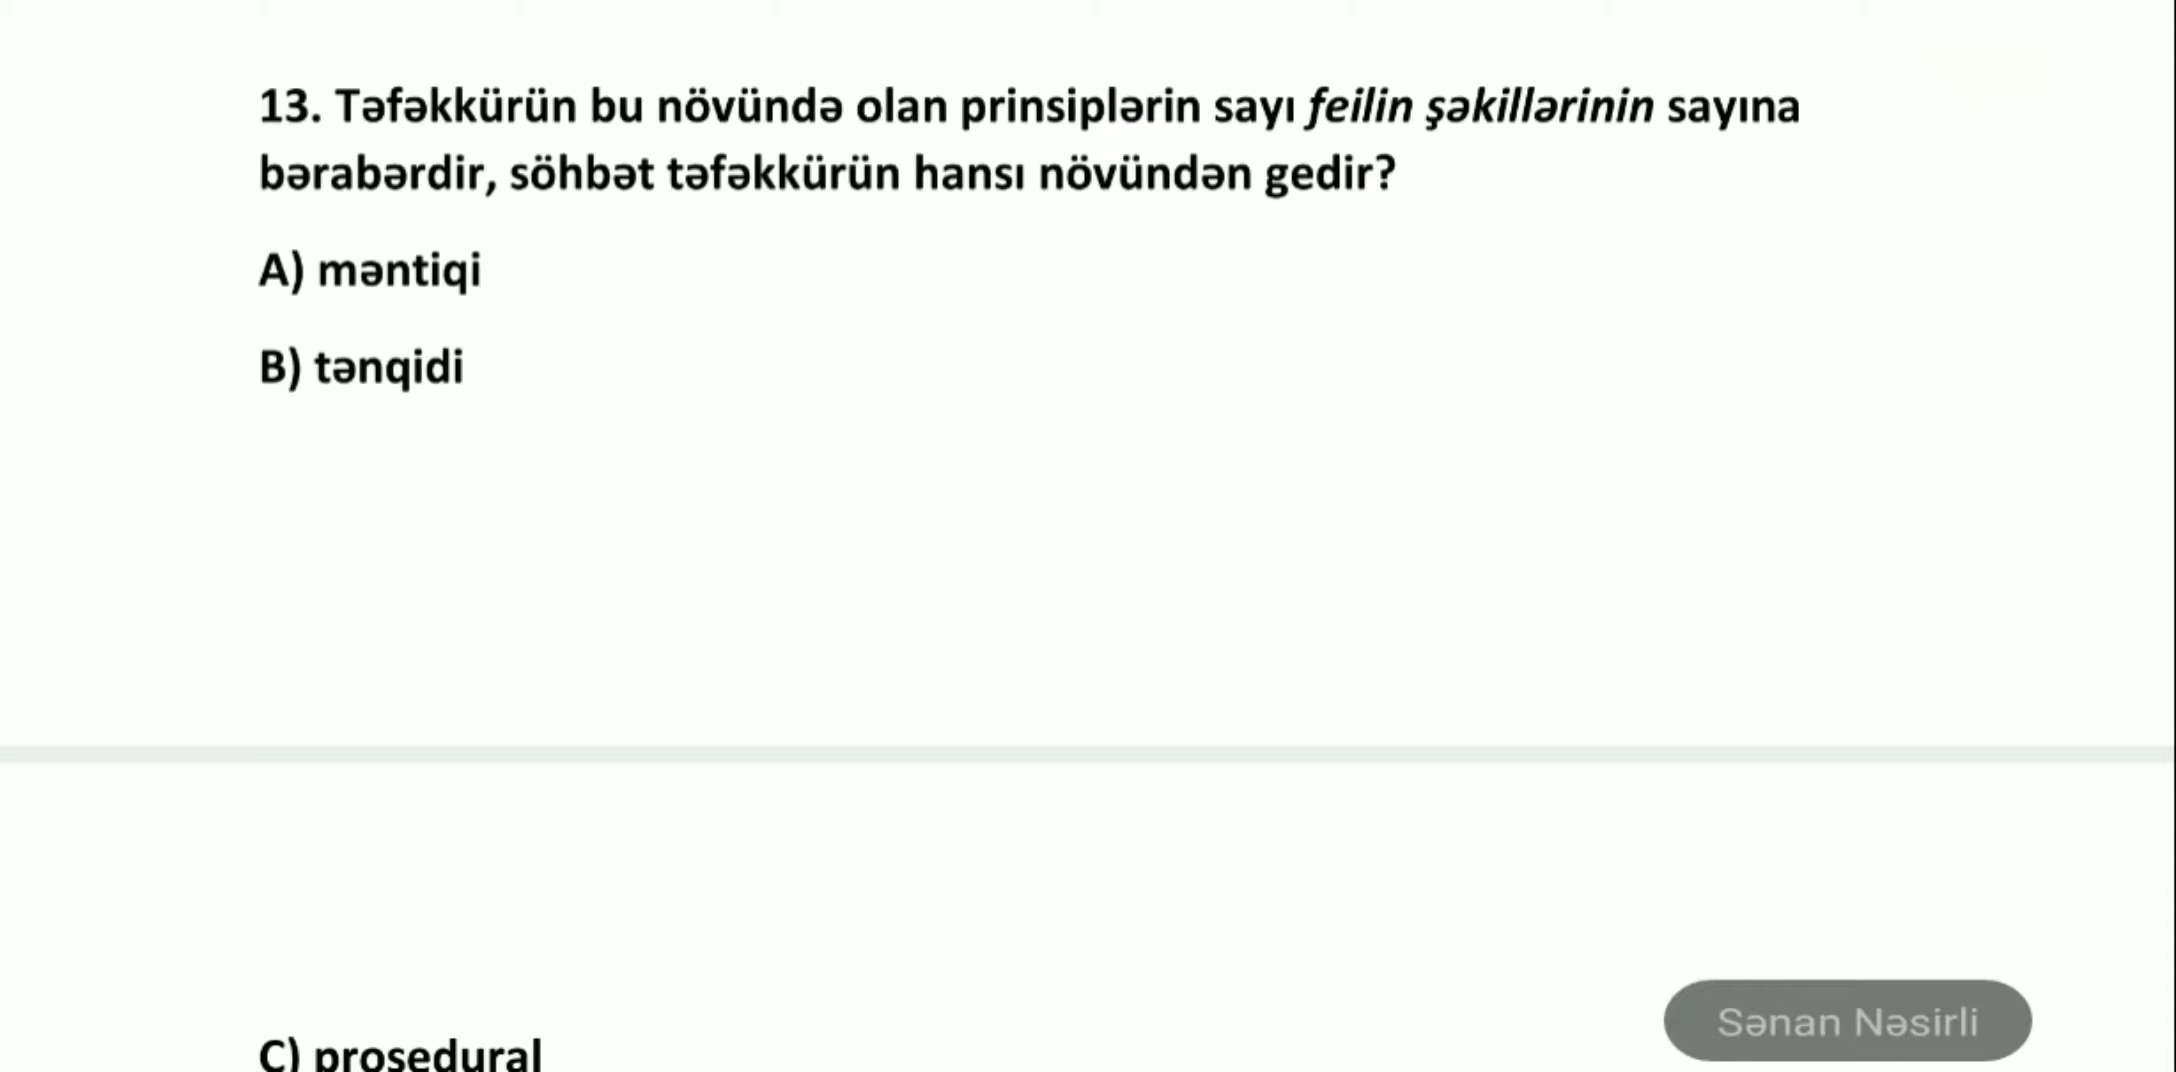 13. Təfəkkürün bu növündə olan prinsiplərin sayı feilin şəkillərinin sayına
bərabərdir, söhbət təfəkkürün hansı növündən gedir?
A) məntiqi
B) tənqidi
Sənan Nəsirli
C) prosedural